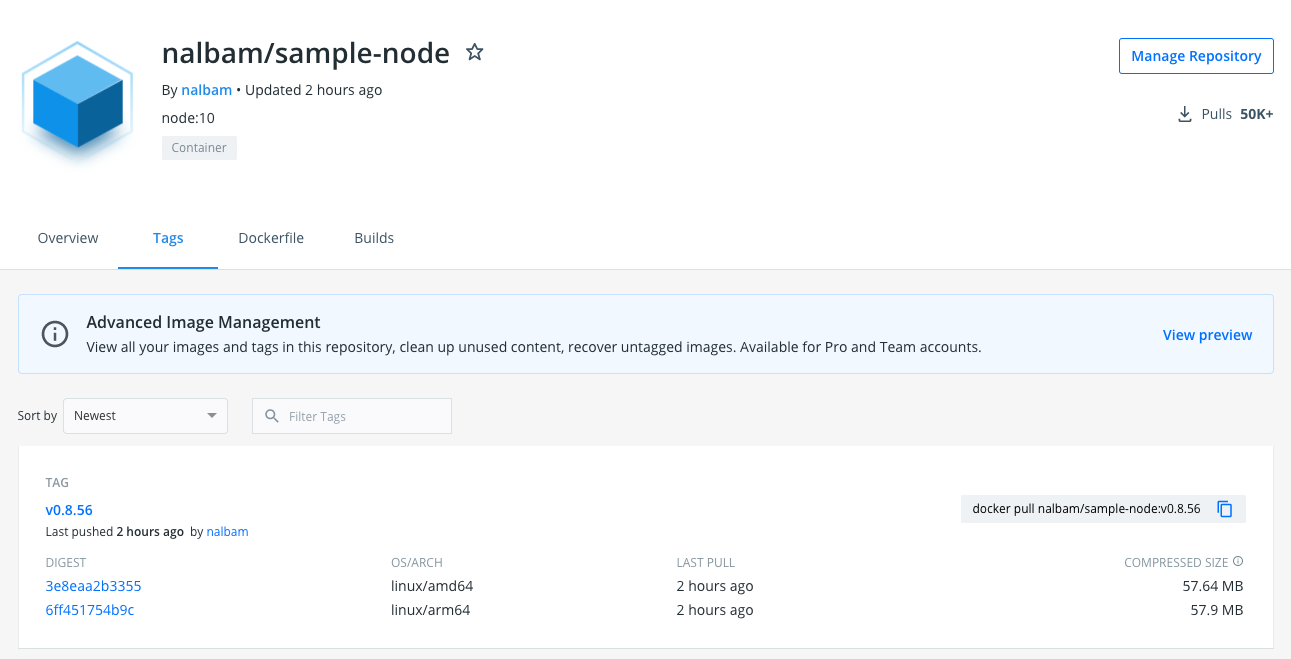 nalbam/sample-node
Manage Repository
By nalbam • Updated 2 hours ago
Pulls 50K+
node:10
Container
Overview Tags Dockerfile Builds
Advanced Image Management
View all your images and tags in this repository, clean up unused content, recover untagged images. Available for Pro and Team accounts.
View preview
Sort by Newest Filter Tags
TAG
v0.8.56
docker pull nalbam/sample-node:v0.8.56
Last pushed 2 hours ago by nalbam
DIGEST OS/ARCH LAST PULL COMPRESSED SIZE
3e8eaa2b3355 linux/amd64 2 hours ago 57.64 MB
6ff451754b9c linux/arm64 2 hours ago 57.9 MB